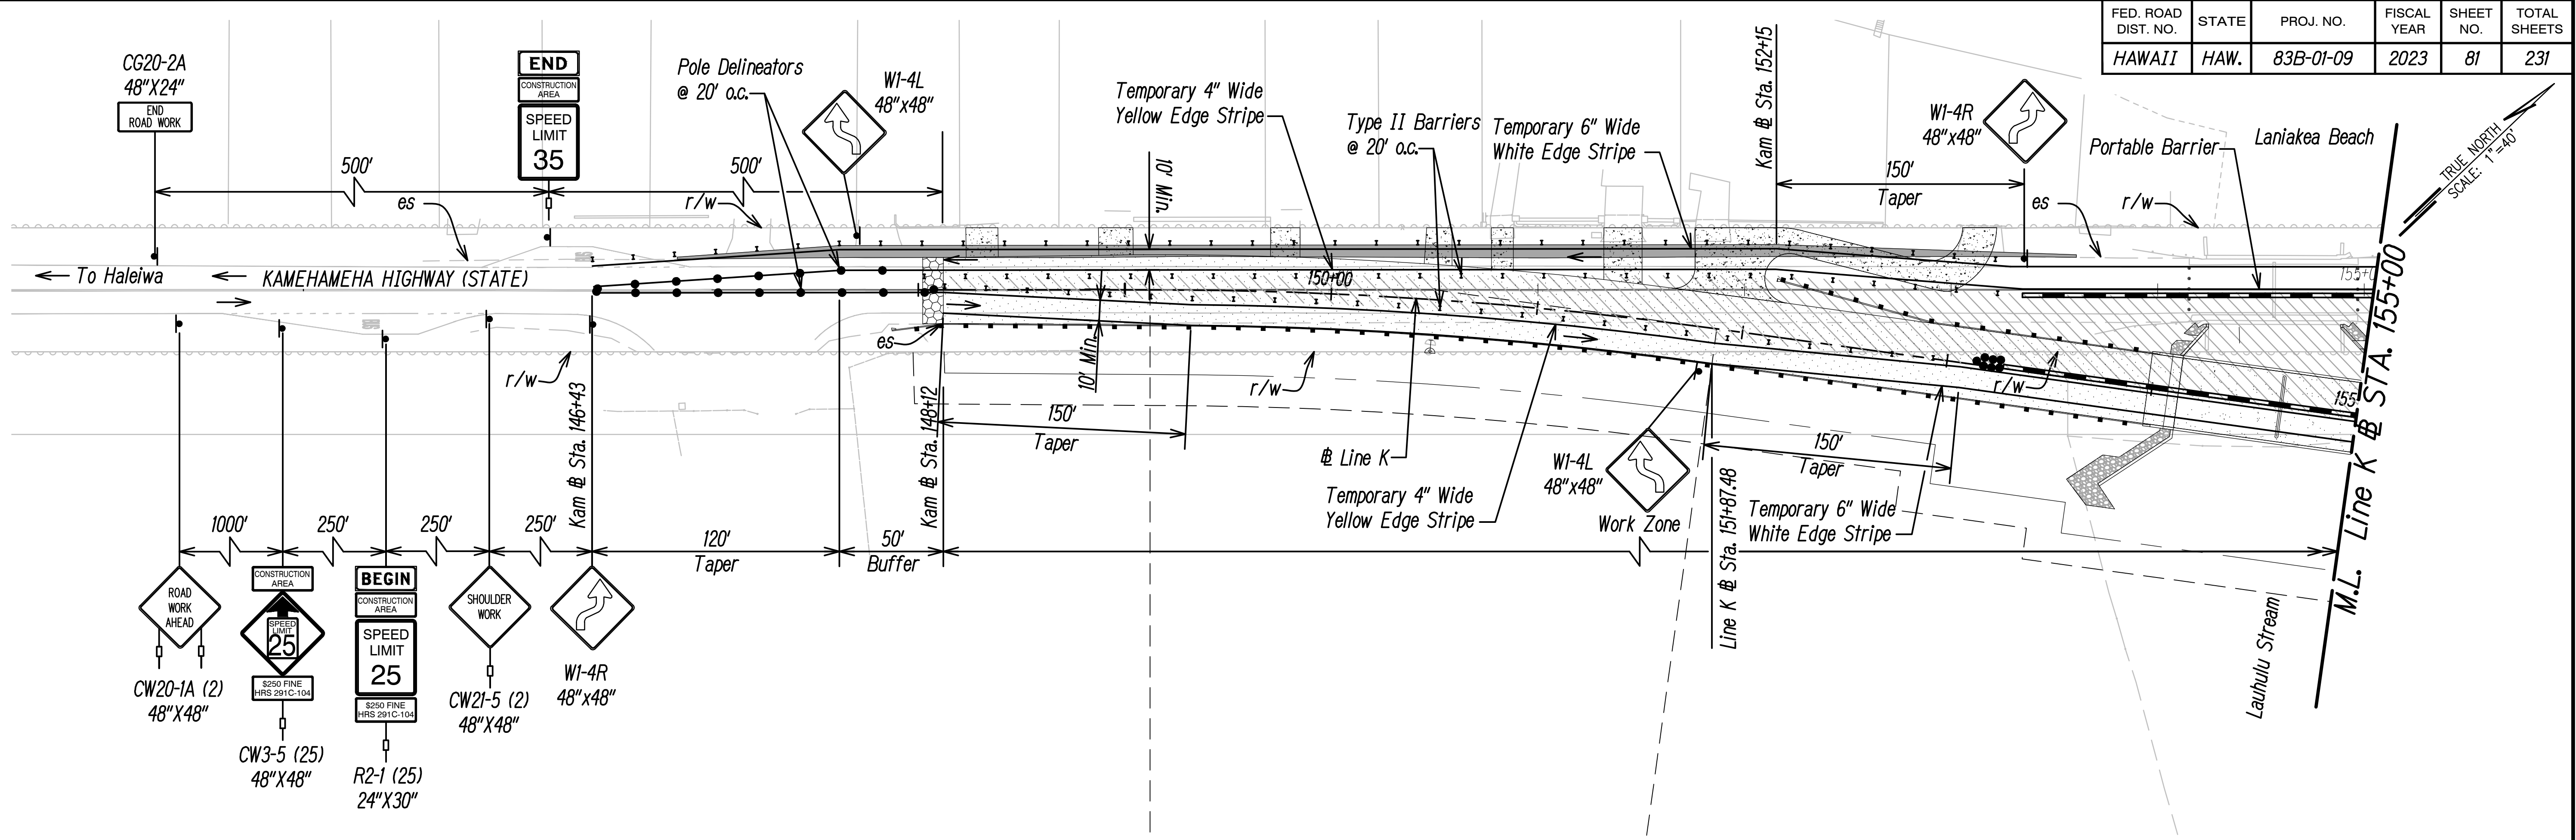 FED. ROAD DIST. NO.
STATE
PROJ. NO.
FISCAL YEAR
SHEET NO.
TOTAL SHEETS
HAWAII
HAW.
83B-01-09
2023
81
231
CG20-2A
48"X24"
END
ROAD WORK
END
CONSTRUCTION
AREA
SPEED
LIMIT
35
Pole Delineators
@ 20' o.c.
W1-4L
48"x48"
Temporary 4" Wide
Yellow Edge Stripe
Type II Barriers
@ 20' o.c.
Temporary 6" Wide
White Edge Stripe
Kam BL Sta. 152+15
W1-4R
48"x48"
Portable Barrier
Laniakea Beach
TRUE NORTH
SCALE: 1"=40'
500'
500'
10' Min.
150'
Taper
es
r/w
es
r/w
To Haleiwa
KAMEHAMEHA HIGHWAY (STATE)
150+00
es
10' Min.
r/w
r/w
r/w
155
Kam BL Sta. 146+43
Kam BL Sta. 148+12
150'
Taper
BL Line K
Temporary 4" Wide
Yellow Edge Stripe
W1-4L
48"x48"
Work Zone
Line K BL Sta. 151+87.48
150'
Taper
Temporary 6" Wide
White Edge Stripe
M.L. Line K BL STA. 155+00
Lauhulu Stream
1000'
250'
250'
250'
120'
Taper
50'
Buffer
ROAD
WORK
AHEAD
CW20-1A (2)
48"X48"
CONSTRUCTION
AREA
SPEED
LIMIT
25
$250 FINE
HRS 291C-104
CW3-5 (25)
48"X48"
BEGIN
CONSTRUCTION
AREA
SPEED
LIMIT
25
$250 FINE
HRS 291C-104
R2-1 (25)
24"X30"
SHOULDER
WORK
CW21-5 (2)
48"X48"
W1-4R
48"x48"